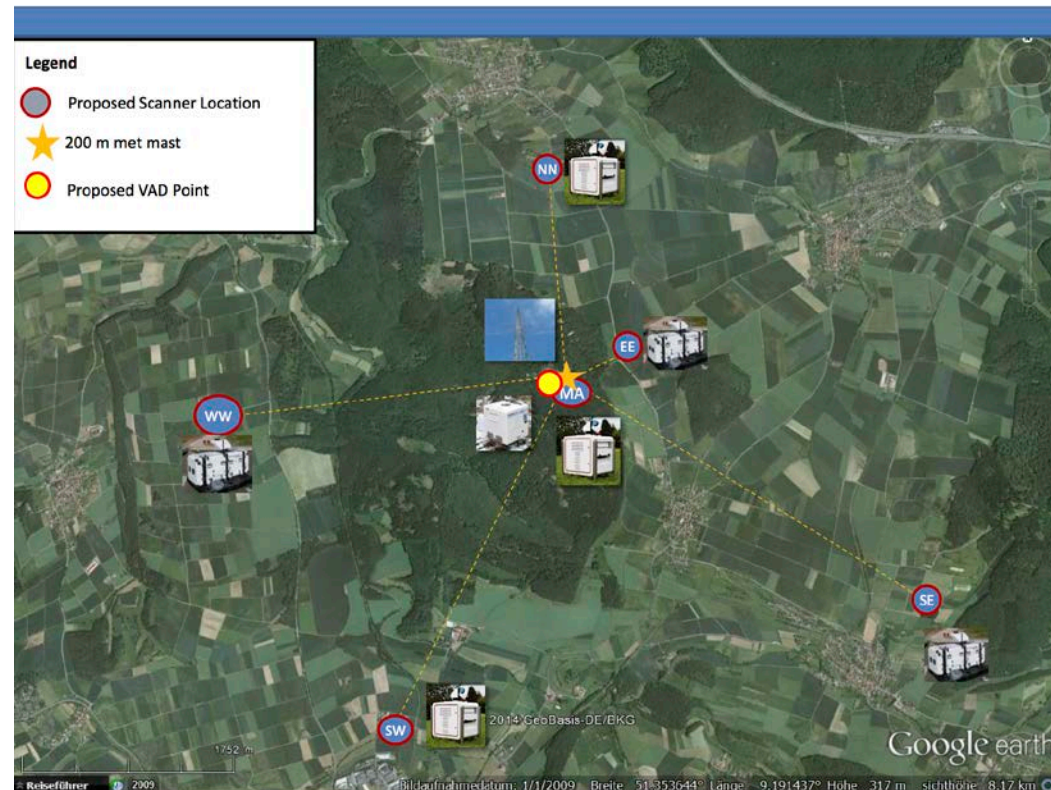 Legend
Proposed Scanner Location
200 m met mast
Proposed VAD Point
NN
EE
MA
WW
SE
SW
2014 GeoBasis-DE/BKG
Google earth
1752 m
Reiseführer 2009 Bildaufnahmedatum: 1/1/2009 Breite 51.353644° Länge 9.191437° Höhe 317 m sichthöhe 8.17 km